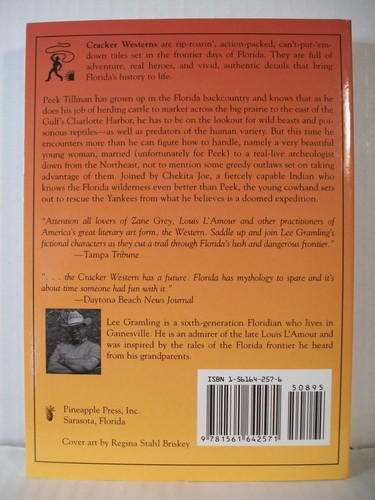 Cracker Westerns are rip-roarin', action-packed, can't-put-'em-
down tales set in the frontier days of Florida. They are full of
adventure, real heroes, and vivid, authentic details that bring
Florida's history to life.
Peek Tillman has grown up in the Florida backcountry and knows that as he
does his job of herding cattle to market across the big prairie to the east of the
Gulf's Charlotte Harbor, he has to be on the lookout for wild beasts and poi-
sonous reptiles—as well as predators of the human variety. But this time he
encounters more than he can figure how to handle, namely a very beautiful
young woman, married (unfortunately for Peek) to a real-live archeologist
down from the Northeast, not to mention some greedy outlaws set on taking
advantage of them. Joined by Chekita Joe, a fiercely capable Indian who
knows the Florida wilderness even better than Peek, the young cowhand sets
out to rescue the Yankees from what he believes is a doomed expedition.
"Attention all lovers of Zane Grey, Louis L'Amour and other practitioners of
America's great literary art form, the Western. Saddle up and join Lee Gramling's
fictional characters as they cut a trail through Florida's lush and dangerous frontier."
—Tampa Tribune
". . . the Cracker Western has a future. Florida has mythology to spare and it's
about time someone had fun with it."
—Daytona Beach News Journal
Lee Gramling is a sixth-generation Floridian who lives in
Gainesville. He is an admirer of the late Louis L'Amour and
was inspired by the tales of the Florida frontier he heard
from his grandparents.
ISBN 1-56164-257-6
50895
9 781561 642571
Pineapple Press, Inc.
Sarasota, Florida
Cover art by Regina Stahl Briskey